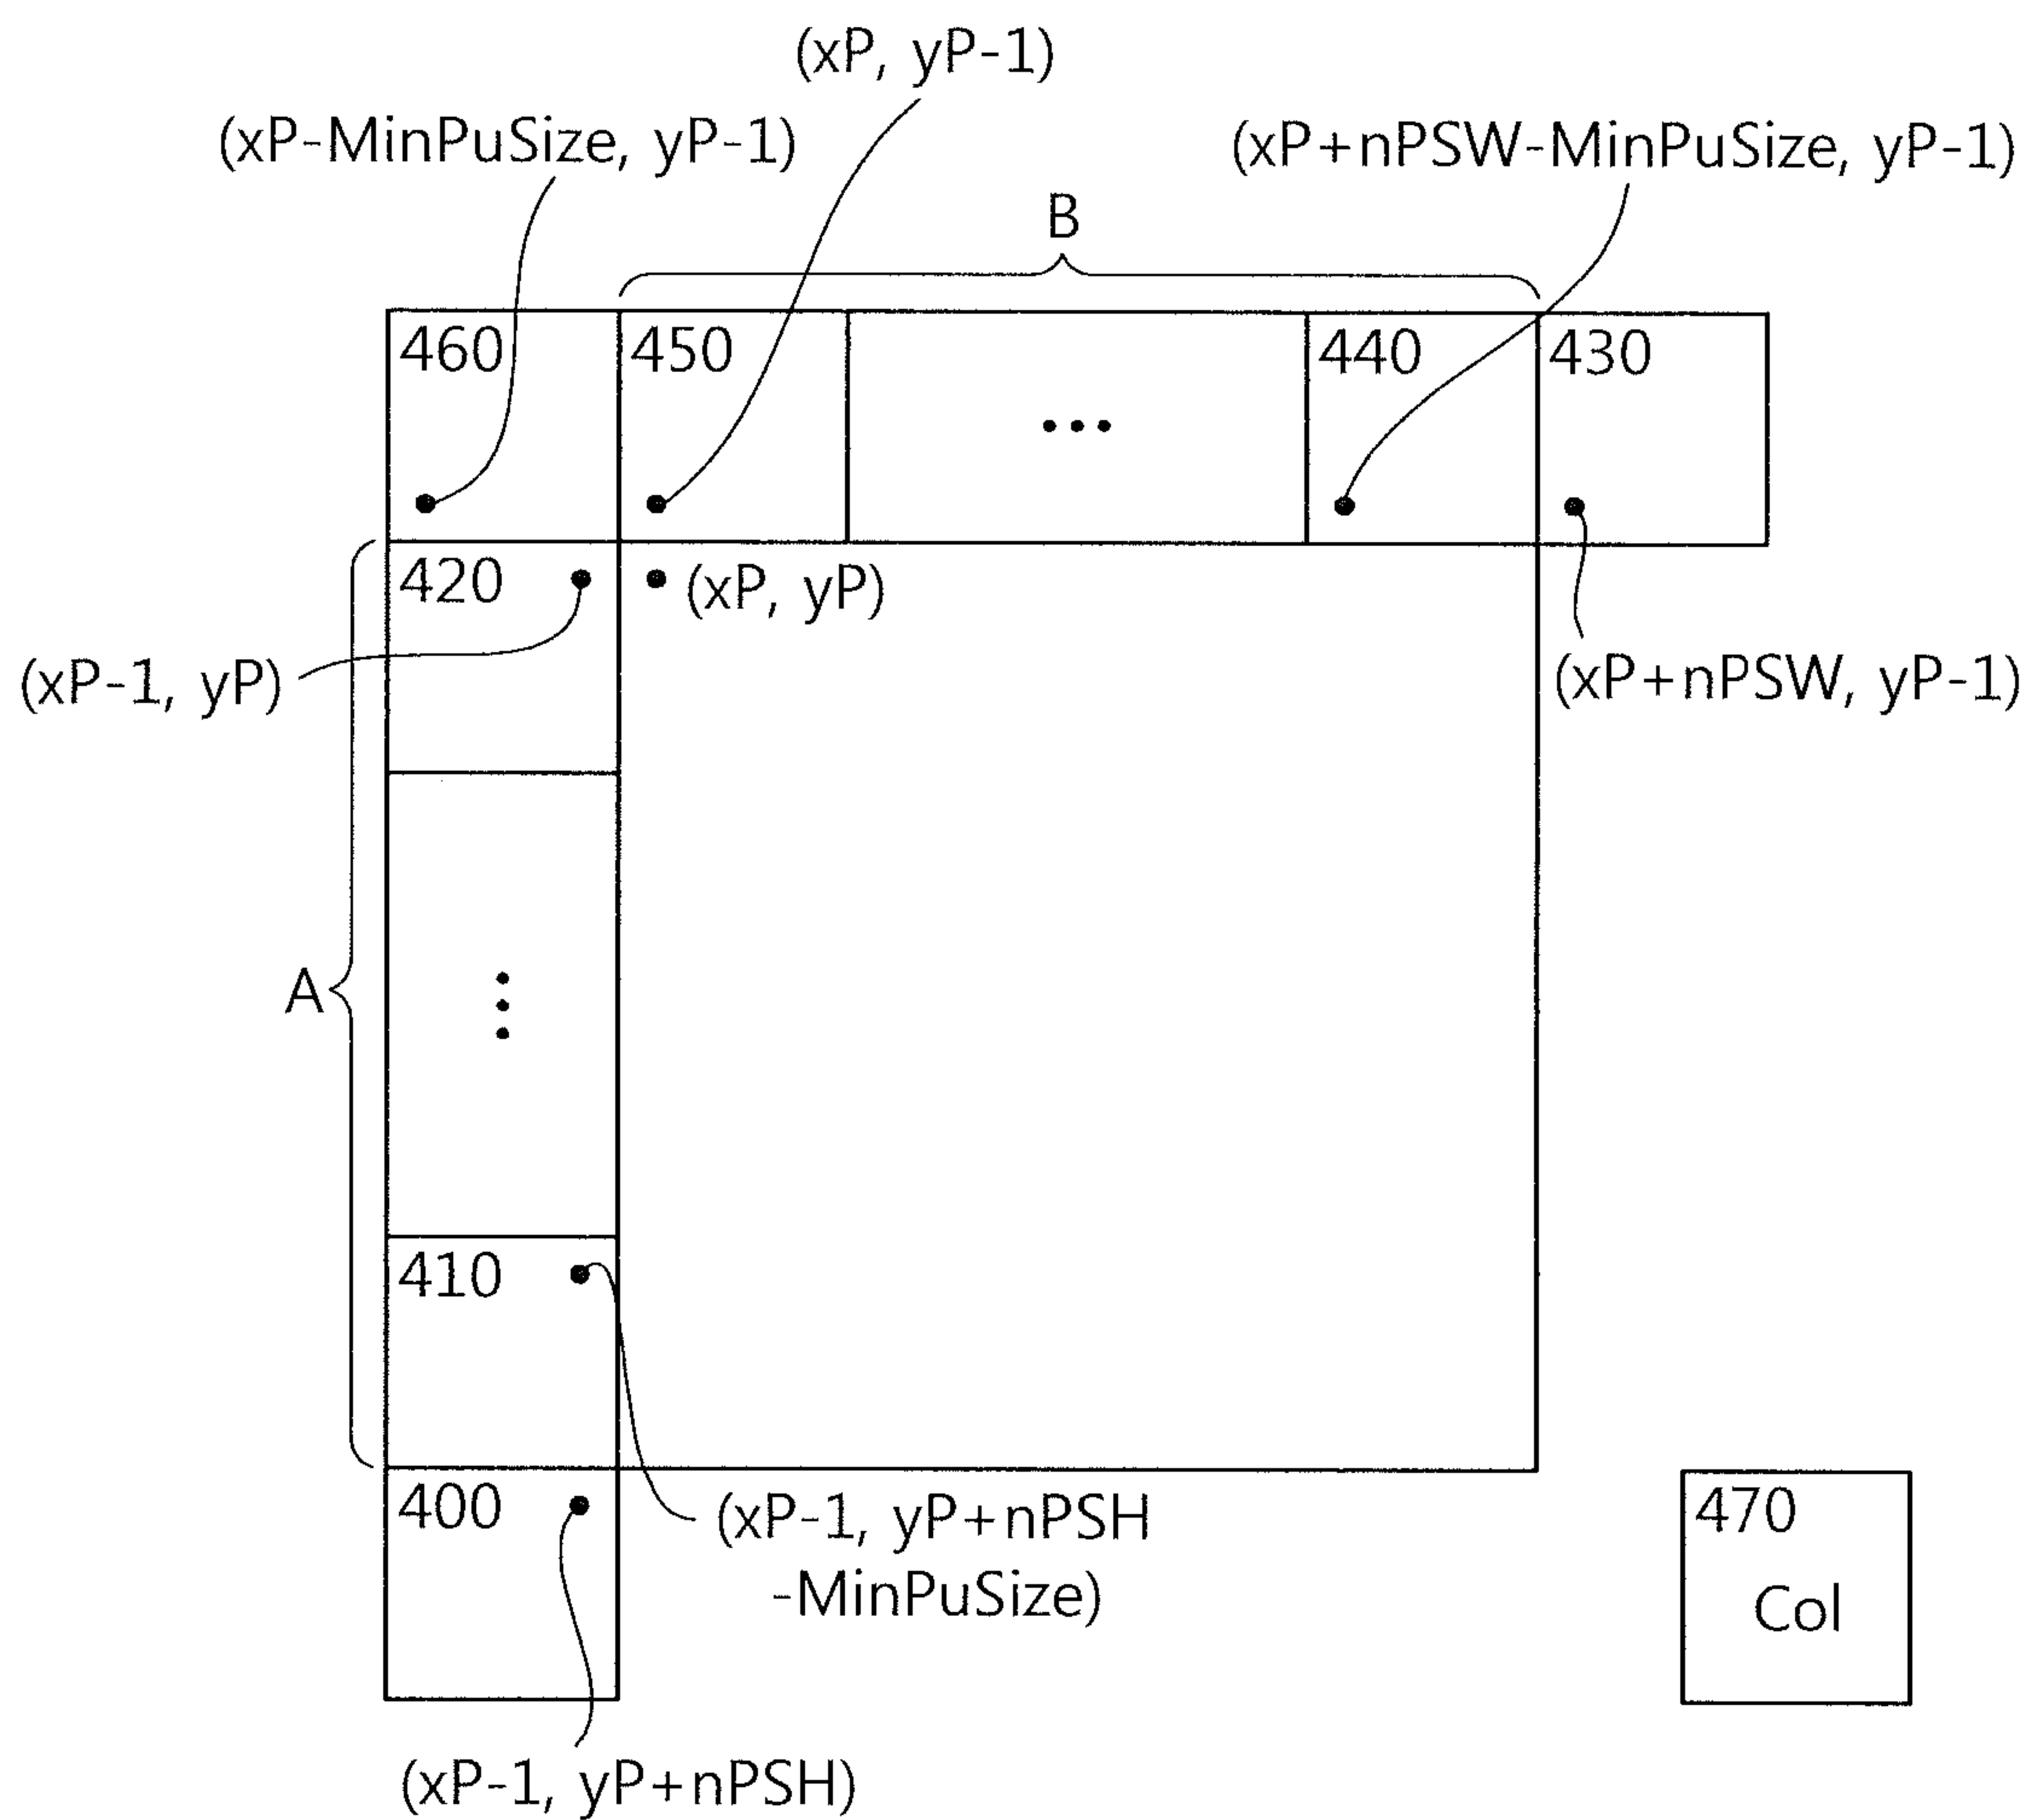 (xP, yP-1)
(xP-MinPuSize, yP-1)
(xP+nPSW-MinPuSize, yP-1)
B
460
450
440
430
420
(xP, yP)
(xP-1, yP)
(xP+nPSW, yP-1)
A
410
400
(xP-1, yP+nPSH
-MinPuSize)
470
Col
(xP-1, yP+nPSH)